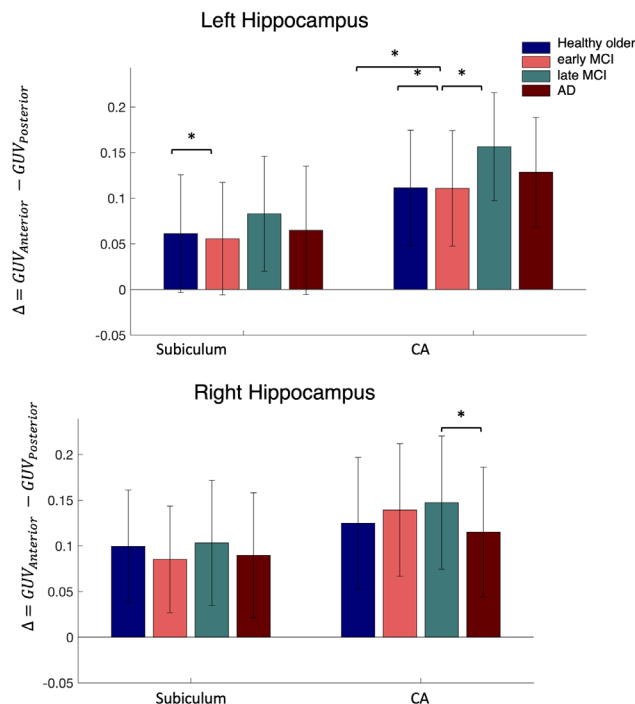 Left Hippocampus
Healthy older
early MCI
late MCI
AD
*
*
*
*
0.2
0.15
0.1
0.05
0
-0.05
Δ = GUV_Anterior − GUV_Posterior
Subiculum
CA
Right Hippocampus
*
0.2
0.15
0.1
0.05
0
-0.05
Δ = GUV_Anterior − GUV_Posterior
Subiculum
CA